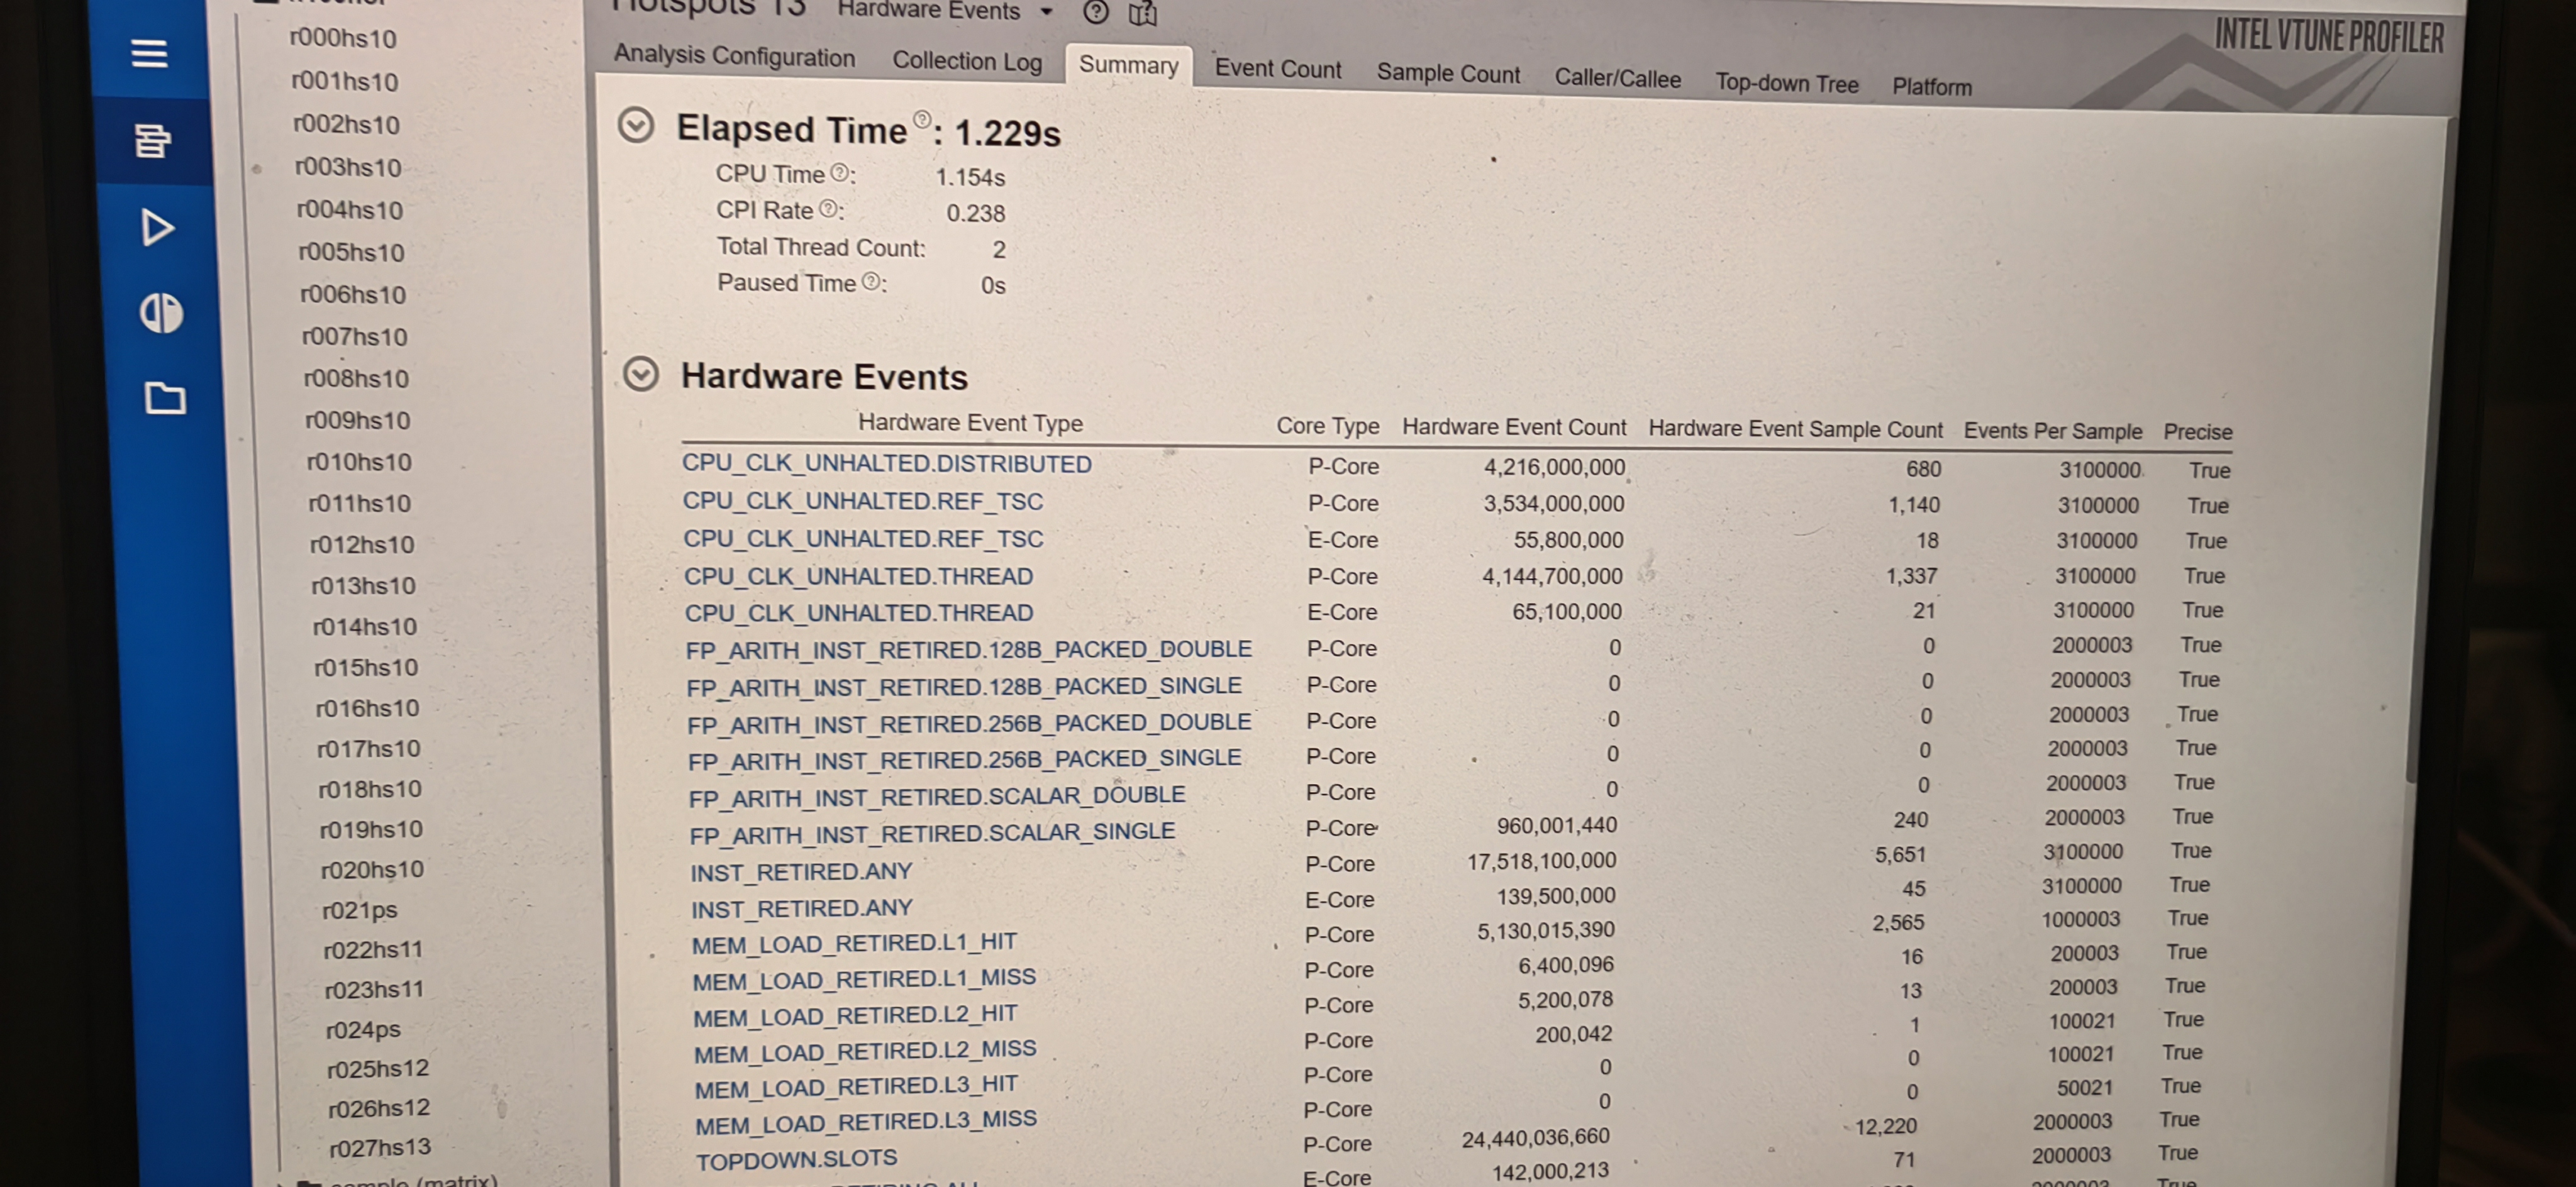 r000hs10
r001hs10
r002hs10
r003hs10
r004hs10
r005hs10
r006hs10
r007hs10
r008hs10
r009hs10
r010hs10
r011hs10
r012hs10
r013hs10
r014hs10
r015hs10
r016hs10
r017hs10
r018hs10
r019hs10
r020hs10
r021ps
r022hs11
r023hs11
r024ps
r025hs12
r026hs12
r027hs13
sample (matrix)
Hotspots 13 Hardware Events
INTEL VTUNE PROFILER
Analysis Configuration Collection Log Summary Event Count Sample Count Caller/Callee Top-down Tree Platform
Elapsed Time: 1.229s
CPU Time: 1.154s
CPI Rate: 0.238
Total Thread Count: 2
Paused Time: 0s
Hardware Events
Hardware Event Type Core Type Hardware Event Count Hardware Event Sample Count Events Per Sample Precise
CPU_CLK_UNHALTED.DISTRIBUTED P-Core 4,216,000,000 680 3100000 True
CPU_CLK_UNHALTED.REF_TSC P-Core 3,534,000,000 1,140 3100000 True
CPU_CLK_UNHALTED.REF_TSC E-Core 55,800,000 18 3100000 True
CPU_CLK_UNHALTED.THREAD P-Core 4,144,700,000 1,337 3100000 True
CPU_CLK_UNHALTED.THREAD E-Core 65,100,000 21 3100000 True
FP_ARITH_INST_RETIRED.128B_PACKED_DOUBLE P-Core 0 0 2000003 True
FP_ARITH_INST_RETIRED.128B_PACKED_SINGLE P-Core 0 0 2000003 True
FP_ARITH_INST_RETIRED.256B_PACKED_DOUBLE P-Core 0 0 2000003 True
FP_ARITH_INST_RETIRED.256B_PACKED_SINGLE P-Core 0 0 2000003 True
FP_ARITH_INST_RETIRED.SCALAR_DOUBLE P-Core 0 0 2000003 True
FP_ARITH_INST_RETIRED.SCALAR_SINGLE P-Core 960,001,440 240 2000003 True
INST_RETIRED.ANY P-Core 17,518,100,000 5,651 3100000 True
INST_RETIRED.ANY E-Core 139,500,000 45 3100000 True
MEM_LOAD_RETIRED.L1_HIT P-Core 5,130,015,390 2,565 1000003 True
MEM_LOAD_RETIRED.L1_MISS P-Core 6,400,096 16 200003 True
MEM_LOAD_RETIRED.L2_HIT P-Core 5,200,078 13 200003 True
MEM_LOAD_RETIRED.L2_MISS P-Core 200,042 1 100021 True
MEM_LOAD_RETIRED.L3_HIT P-Core 0 0 100021 True
MEM_LOAD_RETIRED.L3_MISS P-Core 0 0 50021 True
TOPDOWN.SLOTS P-Core 24,440,036,660 12,220 2000003 True
E-Core 142,000,213 71 2000003 True